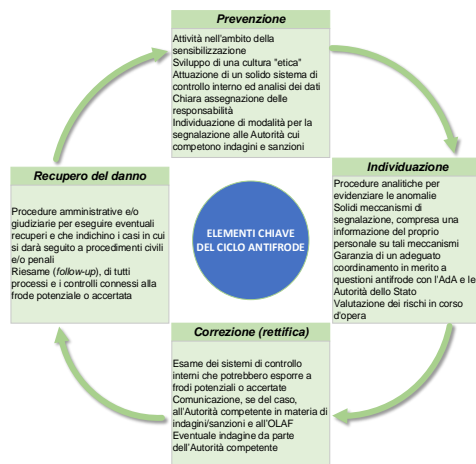 Prevenzione
Attività nell'ambito della
sensibilizzazione
Sviluppo di una cultura "etica"
Attuazione di un solido sistema di
controllo interno ed analisi dei dati
Chiara assegnazione delle
responsabilità
Individuazione di modalità per la
segnalazione alle Autorità cui
competono indagini e sanzioni
Individuazione
Procedure analitiche per
evidenziare le anomalie
Solidi meccanismi di
segnalazione, compresa una
informazione del proprio
personale su tali meccanismi
Garanzia di un adeguato
coordinamento in merito a
questioni antifrode con l'AdA e le
Autorità dello Stato
Valutazione dei rischi in corso
d'opera
Correzione (rettifica)
Esame dei sistemi di controllo
interni che potrebbero esporre a
frodi potenziali o accertate
Comunicazione, se del caso,
all'Autorità competente in materia di
indagini/sanzioni e all'OLAF
Eventuale indagine da parte
dell'Autorità competente
Recupero del danno
Procedure amministrative e/o
giudiziarie per eseguire eventuali
recuperi e che indichino i casi in cui
si darà seguito a procedimenti civili
e/o penali
Riesame (follow-up), di tutti
processi e i controlli connessi alla
frode potenziale o accertata
ELEMENTI CHIAVE
DEL CICLO ANTIFRODE